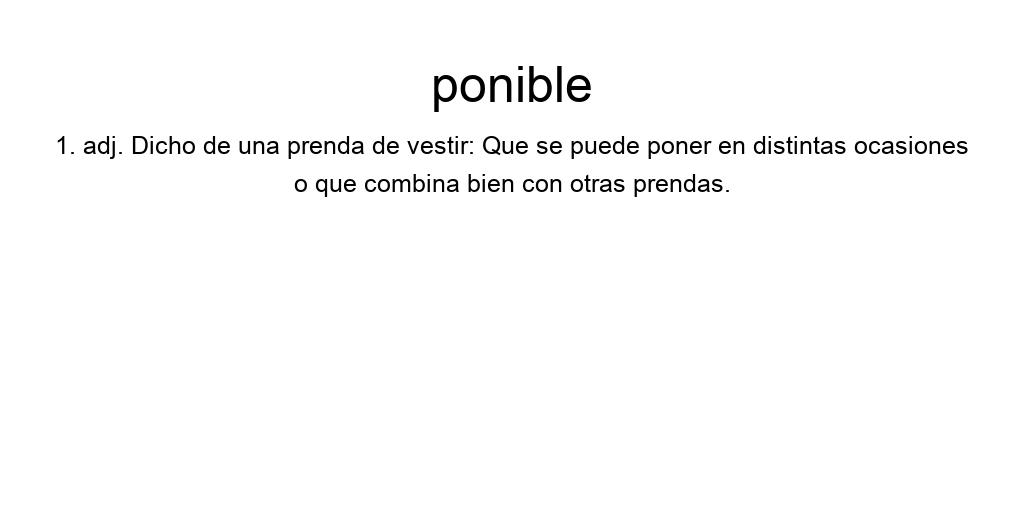 ponible
1. adj. Dicho de una prenda de vestir: Que se puede poner en distintas ocasiones
o que combina bien con otras prendas.